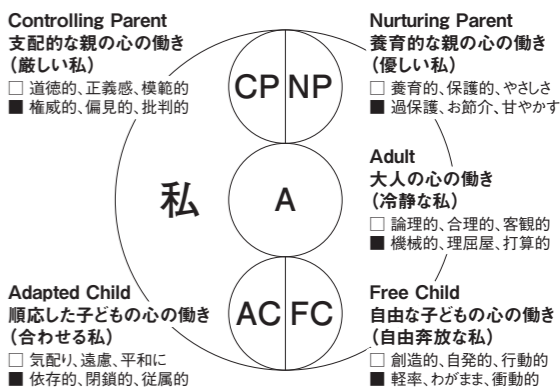 Controlling Parent
支配的な親の心の働き
(厳しい私)
□ 道徳的、正義感、模範的
■ 権威的、偏見的、批判的
Nurturing Parent
養育的な親の心の働き
(優しい私)
□ 養育的、保護的、やさしさ
■ 過保護、お節介、甘やかす
CP NP
私
A
Adult
大人の心の働き
(冷静な私)
□ 論理的、合理的、客観的
■ 機械的、理屈屋、打算的
Adapted Child
順応した子どもの心の働き
(合わせる私)
□ 気配り、遠慮、平和に
■ 依存的、閉鎖的、従属的
AC FC
Free Child
自由な子どもの心の働き
(自由奔放な私)
□ 創造的、自発的、行動的
■ 軽率、わがまま、衝動的